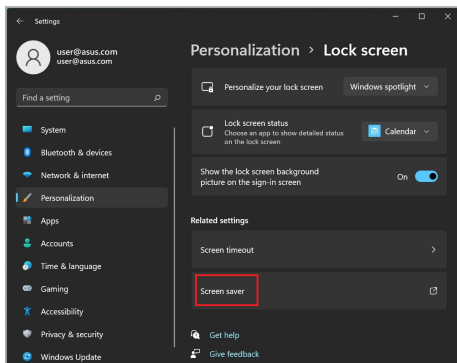 Settings
user@asus.com
user@asus.com
Find a setting
System
Bluetooth & devices
Network & internet
Personalization
Apps
Accounts
Time & language
Gaming
Accessibility
Privacy & security
Windows Update
Personalization > Lock screen
Personalize your lock screen
Windows spotlight
Lock screen status
Choose an app to show detailed status
on the lock screen
Calendar
Show the lock screen background
picture on the sign-in screen
On
Related settings
Screen timeout
Screen saver
Get help
Give feedback